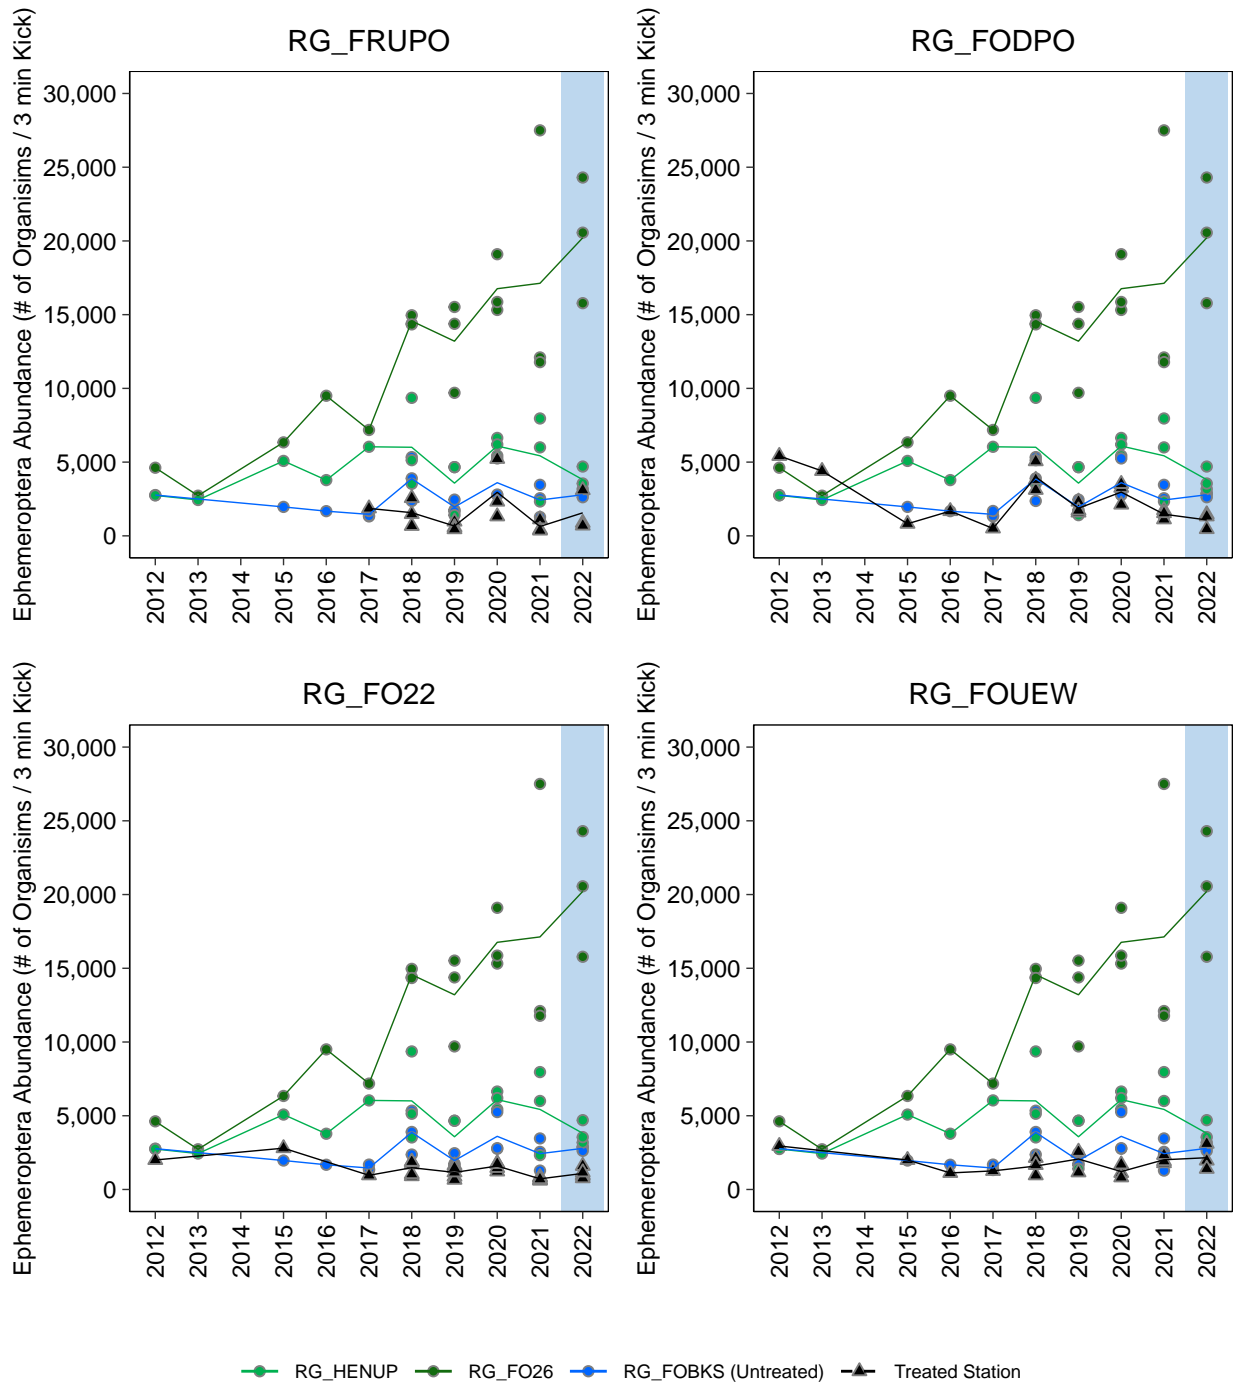 RG_FRUPO
Ephemeroptera Abundance (# of Organisims / 3 min Kick)
30,000
25,000
20,000
15,000
10,000
5,000
0
2012 2013 2014 2015 2016 2017 2018 2019 2020 2021 2022
RG_FODPO
Ephemeroptera Abundance (# of Organisims / 3 min Kick)
30,000
25,000
20,000
15,000
10,000
5,000
0
2012 2013 2014 2015 2016 2017 2018 2019 2020 2021 2022
RG_FO22
Ephemeroptera Abundance (# of Organisims / 3 min Kick)
30,000
25,000
20,000
15,000
10,000
5,000
0
2012 2013 2014 2015 2016 2017 2018 2019 2020 2021 2022
RG_FOUEW
Ephemeroptera Abundance (# of Organisims / 3 min Kick)
30,000
25,000
20,000
15,000
10,000
5,000
0
2012 2013 2014 2015 2016 2017 2018 2019 2020 2021 2022
RG_HENUP RG_FO26 RG_FOBKS (Untreated) Treated Station